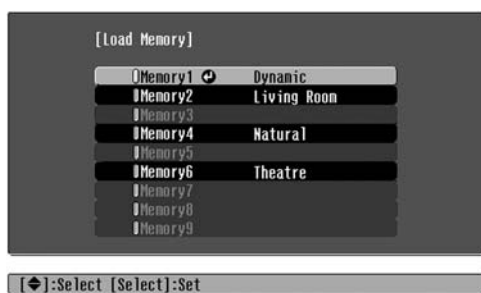 [Load Memory]
Memory1 Dynamic
Memory2 Living Room
Memory3
Memory4 Natural
Memory5
Memory6 Theatre
Memory7
Memory8
Memory9
[◆]:Select [Select]:Set